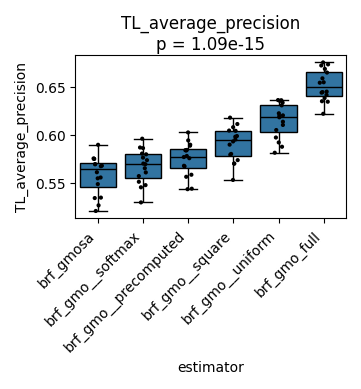 TL_average_precision
p = 1.09e-15
TL_average_precision
0.65
0.60
0.55
brf_gmosa
brf_gmo__softmax
brf_gmo__precomputed
brf_gmo__square
brf_gmo__uniform
brf_gmo_full
estimator